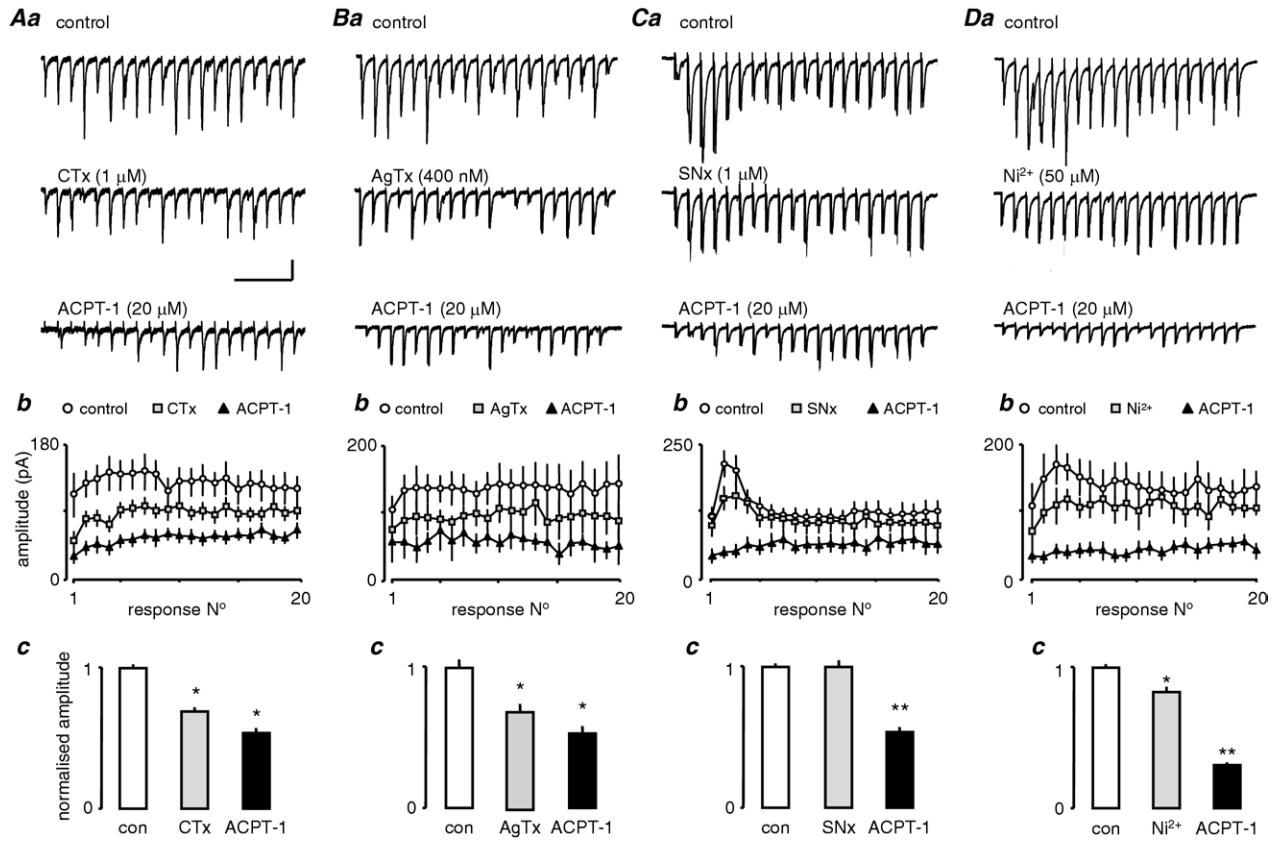 Aa control
Ba control
Ca control
Da control
CTx (1 μM)
AgTx (400 nM)
SNx (1 μM)
Ni²⁺ (50 μM)
ACPT-1 (20 μM)
ACPT-1 (20 μM)
ACPT-1 (20 μM)
ACPT-1 (20 μM)
b control CTx ACPT-1
b control AgTx ACPT-1
b control SNx ACPT-1
b control Ni²⁺ ACPT-1
amplitude (pA)
180
0
1 20
response Nº
200
0
1 20
response Nº
250
0
1 20
response Nº
200
0
1 20
response Nº
c
normalised amplitude
1
0
* *
con CTx ACPT-1
c
1
0
* *
con AgTx ACPT-1
c
1
0
**
con SNx ACPT-1
c
1
0
* **
con Ni²⁺ ACPT-1